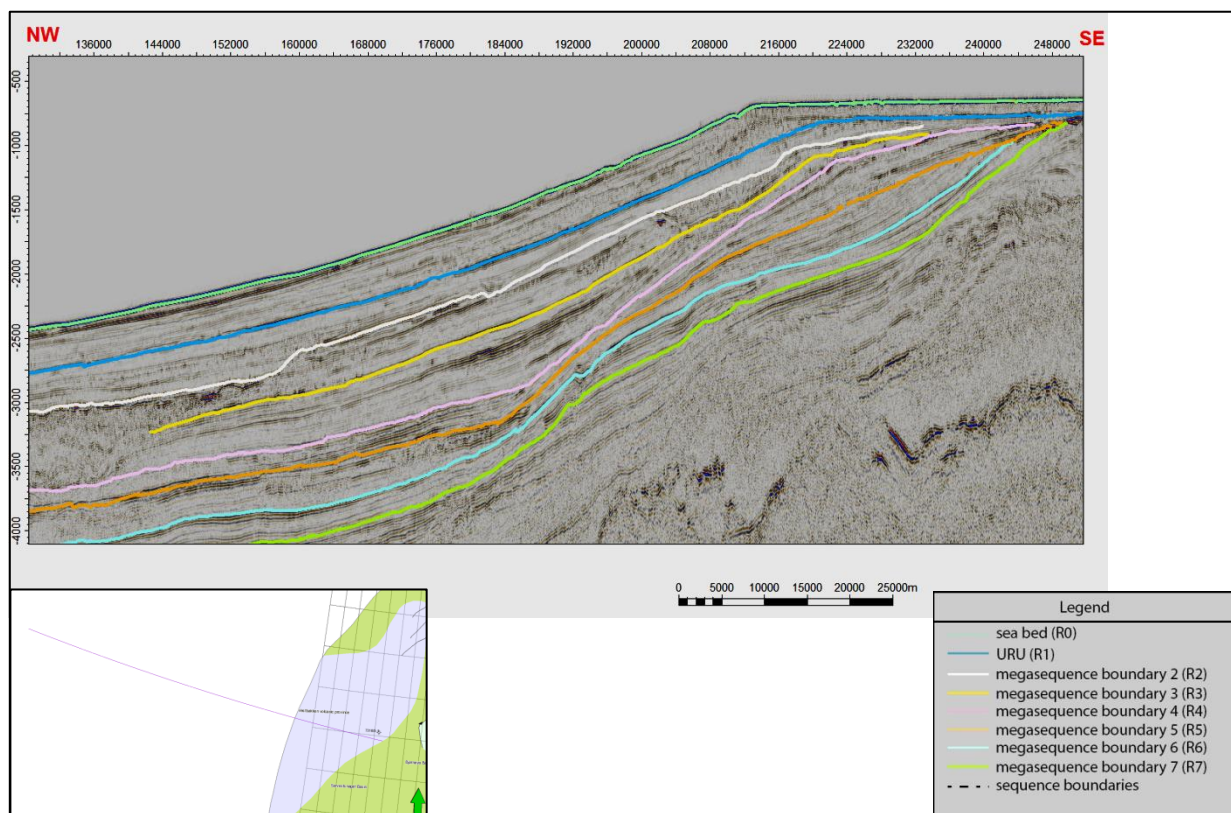 NW
SE
136000 144000 152000 160000 168000 176000 184000 192000 200000 208000 216000 224000 232000 240000 248000
-500
-1000
-1500
-22000
-2500
-3000
-3500
-4000
0 5000 10000 15000 20000 25000m
Legend
sea bed (R0)
URU (R1)
megasequence boundary 2 (R2)
megasequence boundary 3 (R3)
megasequence boundary 4 (R4)
megasequence boundary 5 (R5)
megasequence boundary 6 (R6)
megasequence boundary 7 (R7)
sequence boundaries